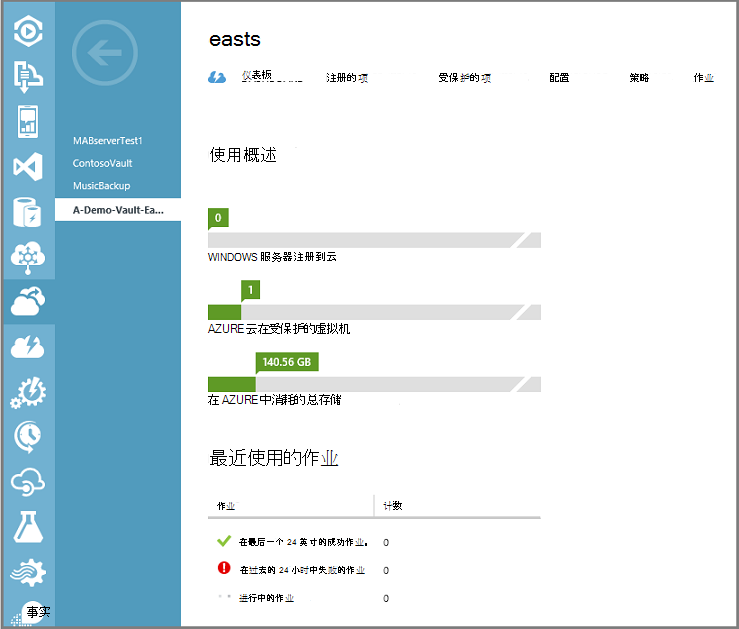 easts
仪表板 注册的项 受保护的项 配置 策略 作业
MABserverTest1
ContosoVault
MusicBackup
A-Demo-Vault-Ea...
使用概述
0
WINDOWS 服务器注册到云
1
AZURE 云在受保护的虚拟机
140.56 GB
在 AZURE 中消耗的总存储
最近使用的作业
作业 计数
在最后一个 24 英寸的成功作业。 0
在过去的 24 小时中失败的作业 0
进行中的作业 0
事实